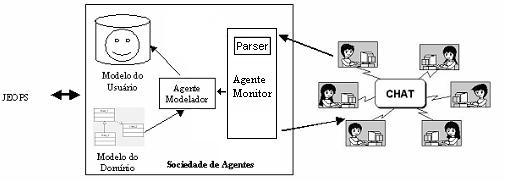 JEOPS
Modelo do
Usuário
Agente
Modelador
Modelo do
Domínio
Parser
Agente
Monitor
Sociedade de Agentes
CHAT